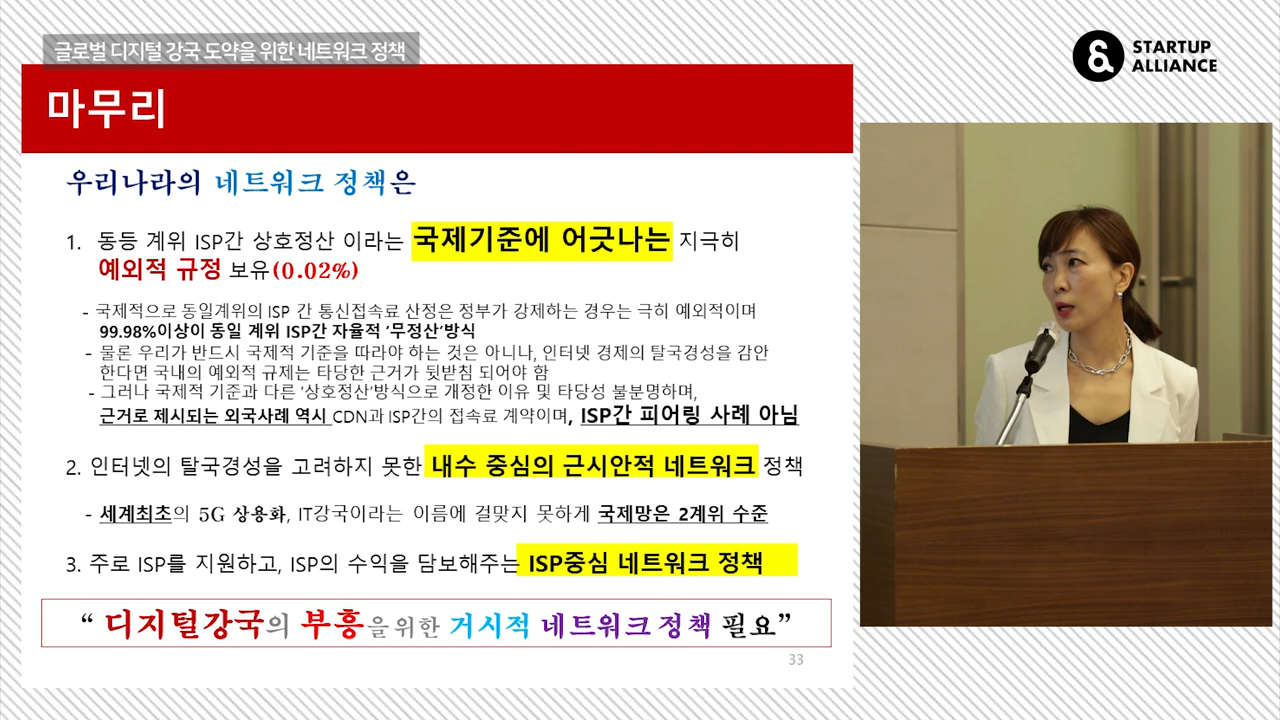 글로벌 디지털 강국 도약을 위한 네트워크 정책
STARTUP
ALLIANCE
마무리
우리나라의 네트워크 정책은
1. 동등 계위 ISP간 상호정산 이라는 국제기준에 어긋나는 지극히
예외적 규정 보유(0.02%)
- 국제적으로 동일계위의 ISP 간 통신접속료 산정은 정부가 강제하는 경우는 극히 예외적이며
99.98%이상이 동일 계위 ISP간 자율적 ‘무정산’방식
- 물론 우리가 반드시 국제적 기준을 따라야 하는 것은 아니나, 인터넷 경제의 탈국경성을 감안
한다면 국내의 예외적 규제는 타당한 근거가 뒷받침 되어야 함
- 그러나 국제적 기준과 다른 ‘상호정산’방식으로 개정한 이유 및 타당성 불분명하며,
근거로 제시되는 외국사례 역시 CDN과 ISP간의 접속료 계약이며, ISP간 피어링 사례 아님
2. 인터넷의 탈국경성을 고려하지 못한 내수 중심의 근시안적 네트워크 정책
- 세계최초의 5G 상용화, IT강국이라는 이름에 걸맞지 못하게 국제망은 2계위 수준
3. 주로 ISP를 지원하고, ISP의 수익을 담보해주는 ISP중심 네트워크 정책
“ 디지털강국의 부흥을 위한 거시적 네트워크 정책 필요”
33